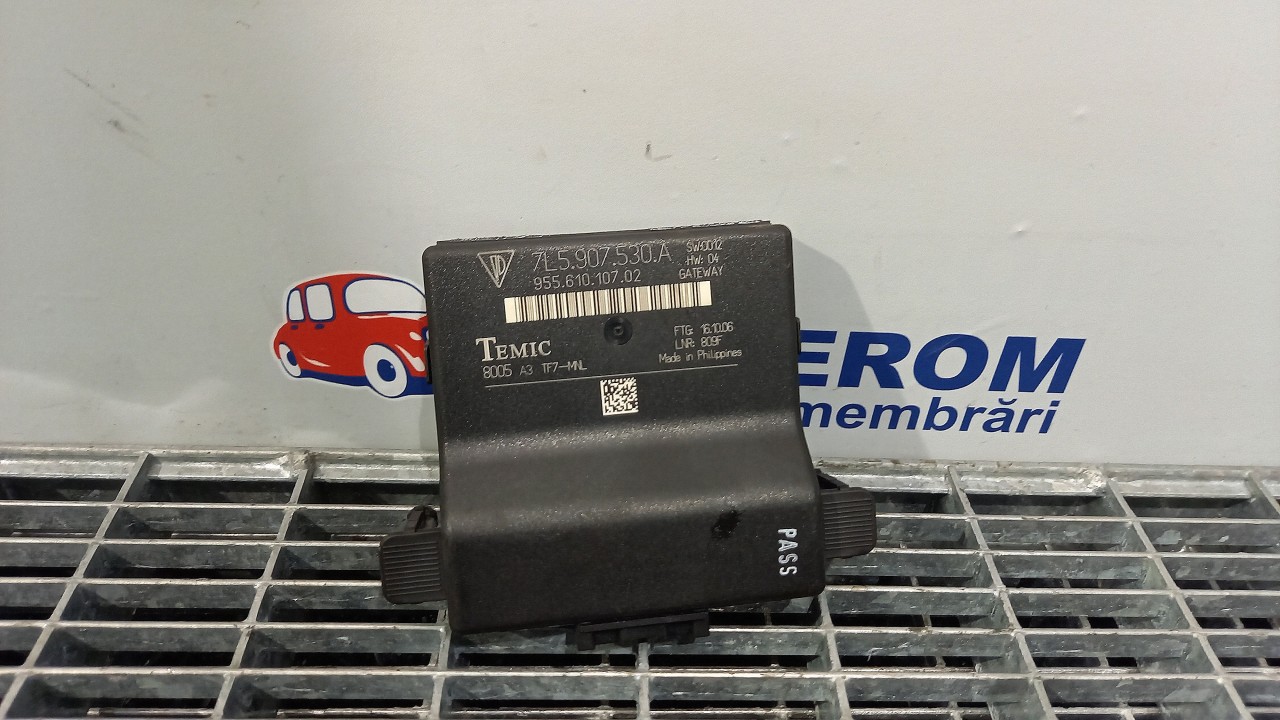 7L5.907.530.A
955.610.107.02
SW:0012
HW: 04
GATEWAY
TEMIC
8005 A3 TF7-MNL
FTG: 16.10.06
LNR: 809F
Made in Philippines
PASS
EROM
membrări